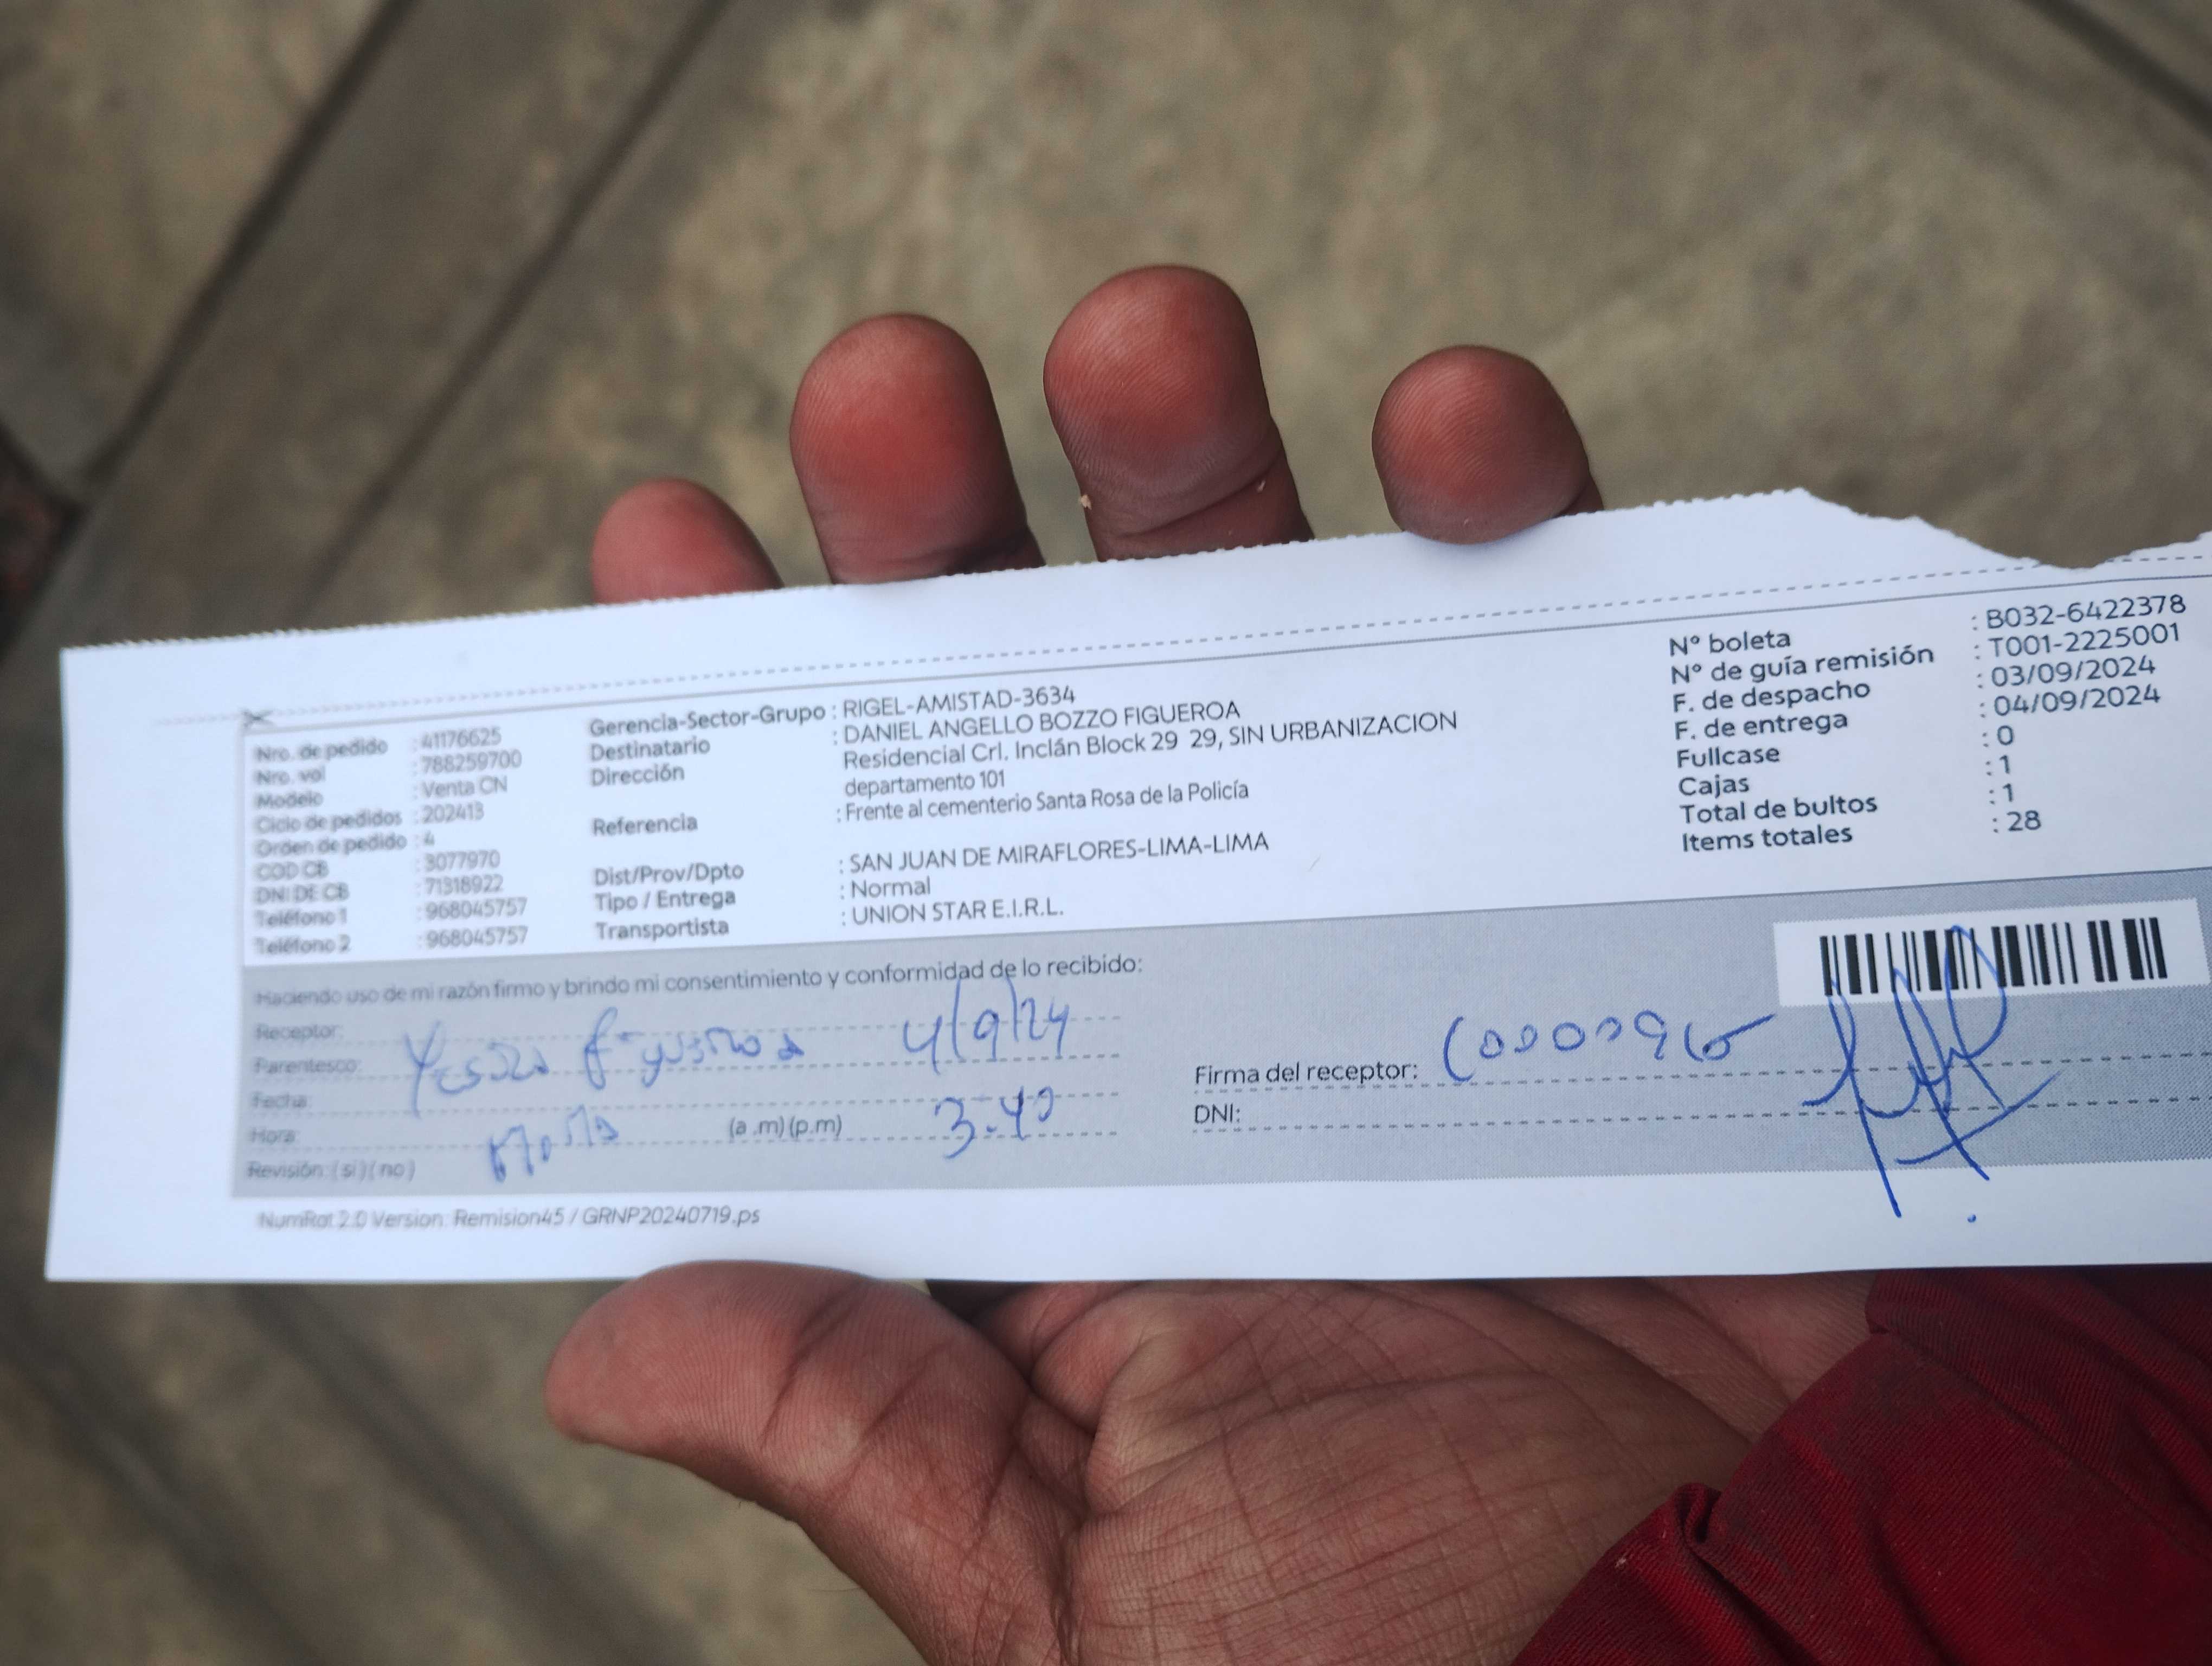 Nro. de pedido : 41176625
Nro. vol : 788259700
Modelo : Venta CN
Ciclo de pedidos : 202413
Orden de pedido : 4
COD CB : 3077970
DNI DE CB : 71318922
Teléfono 1 : 968045757
Teléfono 2 : 968045757
Gerencia-Sector-Grupo : RIGEL-AMISTAD-3634
Destinatario : DANIEL ANGELLO BOZZO FIGUEROA
Dirección Residencial Crl. Inclán Block 29 29, SIN URBANIZACION
departamento 101
Referencia : Frente al cementerio Santa Rosa de la Policía
Dist/Prov/Dpto : SAN JUAN DE MIRAFLORES-LIMA-LIMA
Tipo / Entrega : Normal
Transportista : UNION STAR E.I.R.L.
N° boleta : B032-6422378
N° de guía remisión : T001-2225001
F. de despacho : 03/09/2024
F. de entrega : 04/09/2024
Fullcase : 0
Cajas : 1
Total de bultos : 1
Items totales : 28
Haciendo uso de mi razón firmo y brindo mi consentimiento y conformidad de lo recibido:
Receptor:
Parentesco: 4/9/24
Fecha:
Hora: (a .m) (p.m) 3:40
Revisión: ( si ) ( no )
Firma del receptor:
DNI:
NumRat 2.0 Version: Remision45 / GRNP20240719.ps